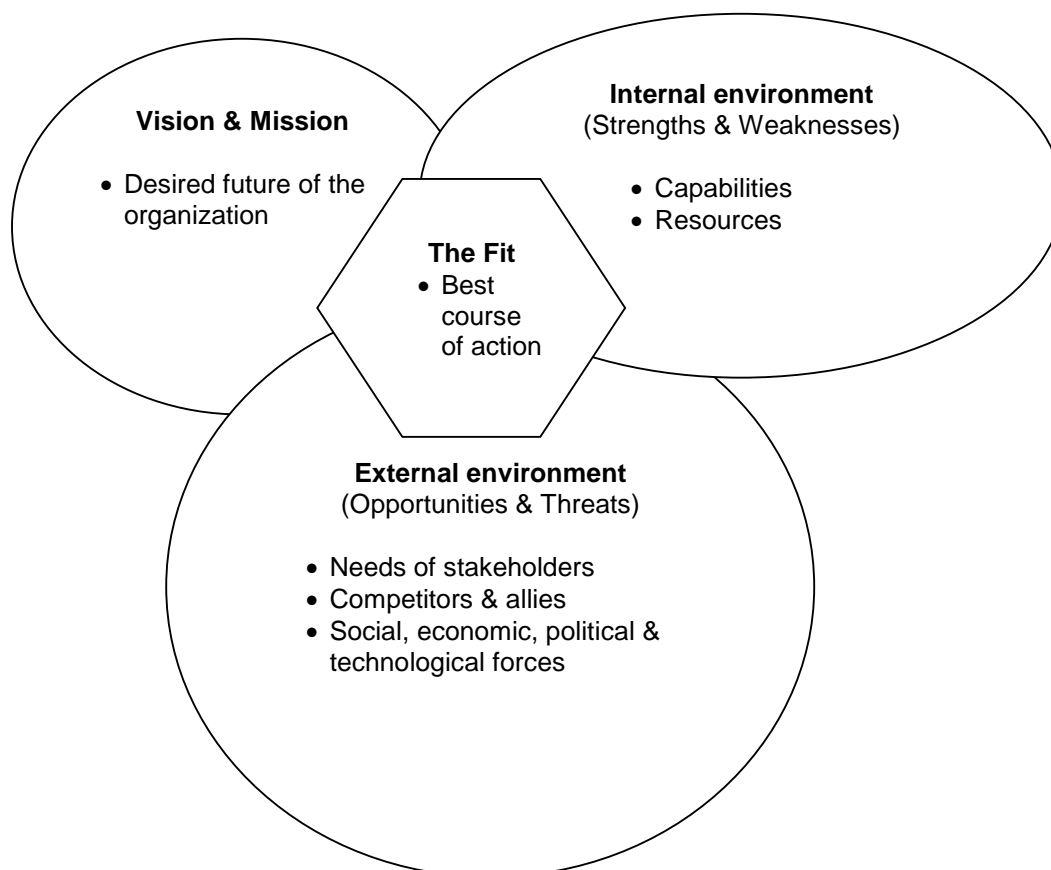 Vision & Mission
• Desired future of the
organization
Internal environment
(Strengths & Weaknesses)
• Capabilities
• Resources
The Fit
• Best
course
of action
External environment
(Opportunities & Threats)
• Needs of stakeholders
• Competitors & allies
• Social, economic, political &
technological forces